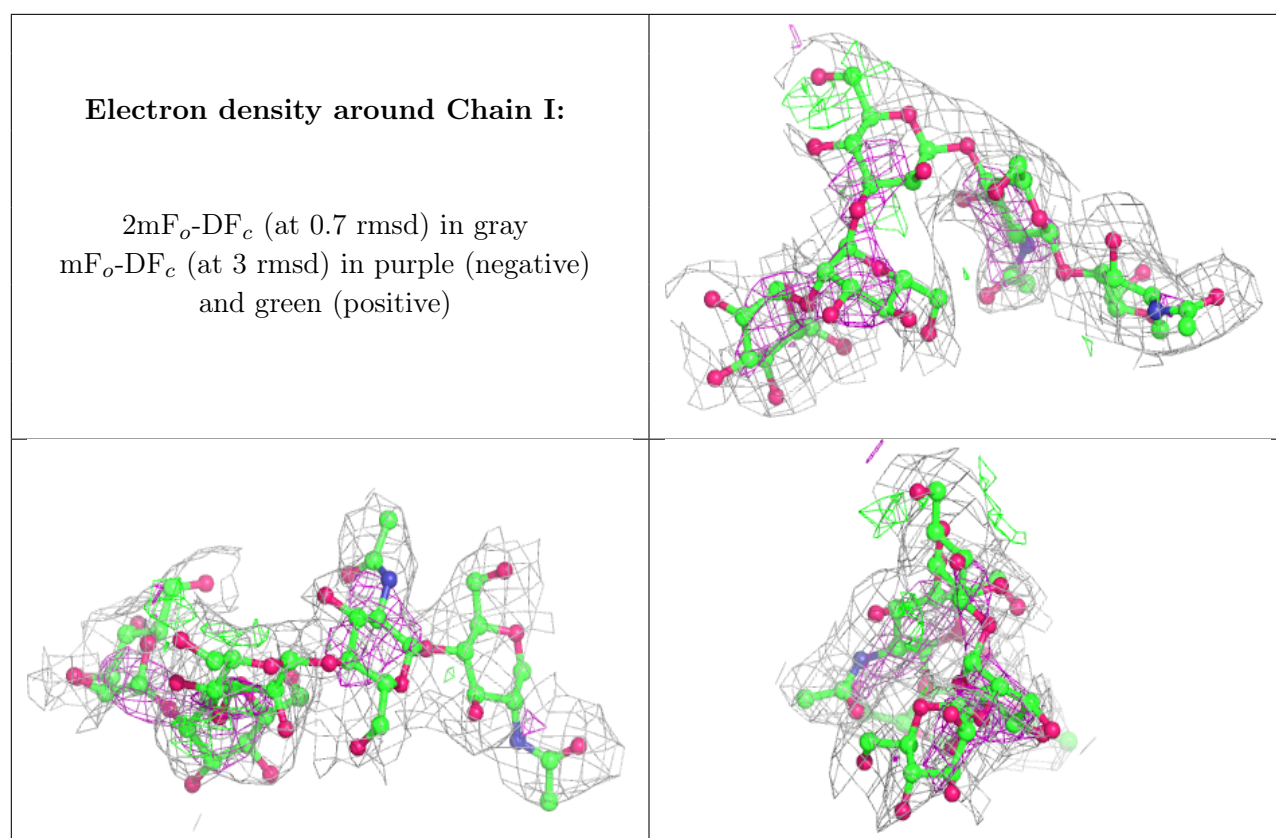 Electron density around Chain I:
2mFo-DFc (at 0.7 rmsd) in gray
mFo-DFc (at 3 rmsd) in purple (negative)
and green (positive)